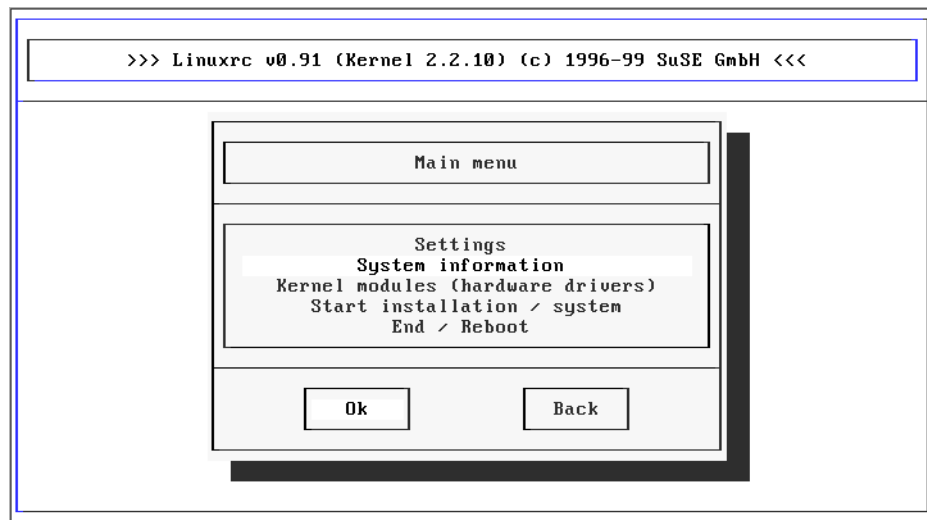 >>> Linuxrc v0.91 (Kernel 2.2.10) (c) 1996-99 SuSE GmbH <<<
Main menu
Settings
System information
Kernel modules (hardware drivers)
Start installation / system
End / Reboot
Ok Back